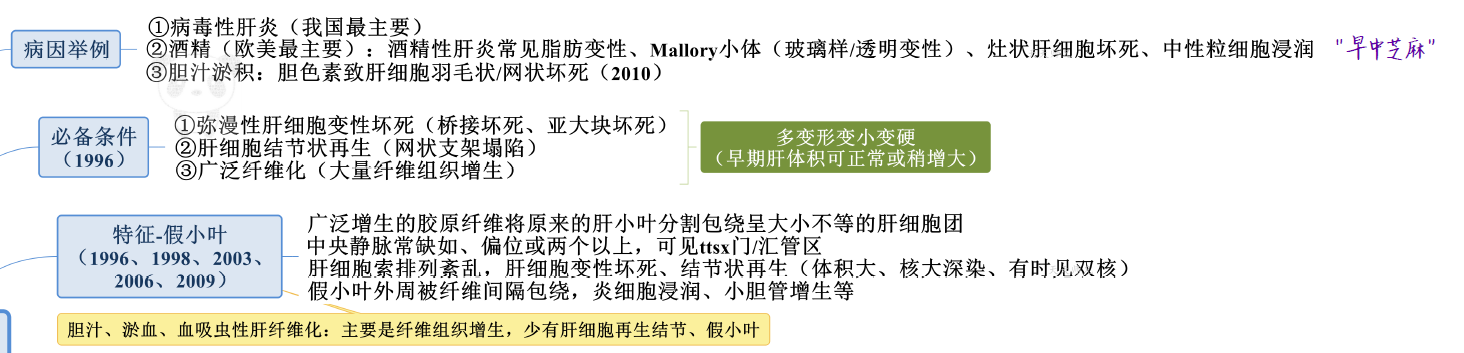 病因举例
①病毒性肝炎（我国最主要）
②酒精（欧美最主要）：酒精性肝炎常见脂肪变性、Mallory小体（玻璃样/透明变性）、灶状肝细胞坏死、中性粒细胞浸润 "早中芝麻"
③胆汁淤积：胆色素致肝细胞羽毛状/网状坏死（2010）
必备条件
（1996）
①弥漫性肝细胞变性坏死（桥接坏死、亚大块坏死）
②肝细胞结节状再生（网状支架塌陷）
③广泛纤维化（大量纤维组织增生）
多变形变小变硬
（早期肝体积可正常或稍增大）
特征-假小叶
（1996、1998、2003、
2006、2009）
广泛增生的胶原纤维将原来的肝小叶分割包绕呈大小不等的肝细胞团
中央静脉常缺如、偏位或两个以上，可见ttsx门/汇管区
肝细胞索排列紊乱，肝细胞变性坏死、结节状再生（体积大、核大深染、有时见双核）
假小叶外周被纤维间隔包绕，炎细胞浸润、小胆管增生等
胆汁、淤血、血吸虫性肝纤维化：主要是纤维组织增生，少有肝细胞再生结节、假小叶